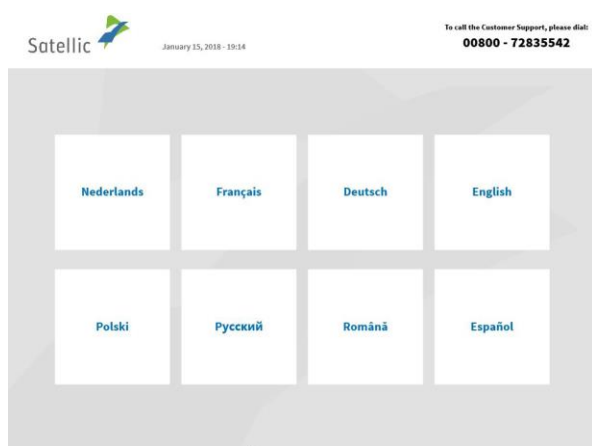 To call the Customer Support, please dial:
Satellic
January 15, 2018 - 19:14
00800 - 72835542
Nederlands
Français
Deutsch
English
Polski
Русский
Română
Español